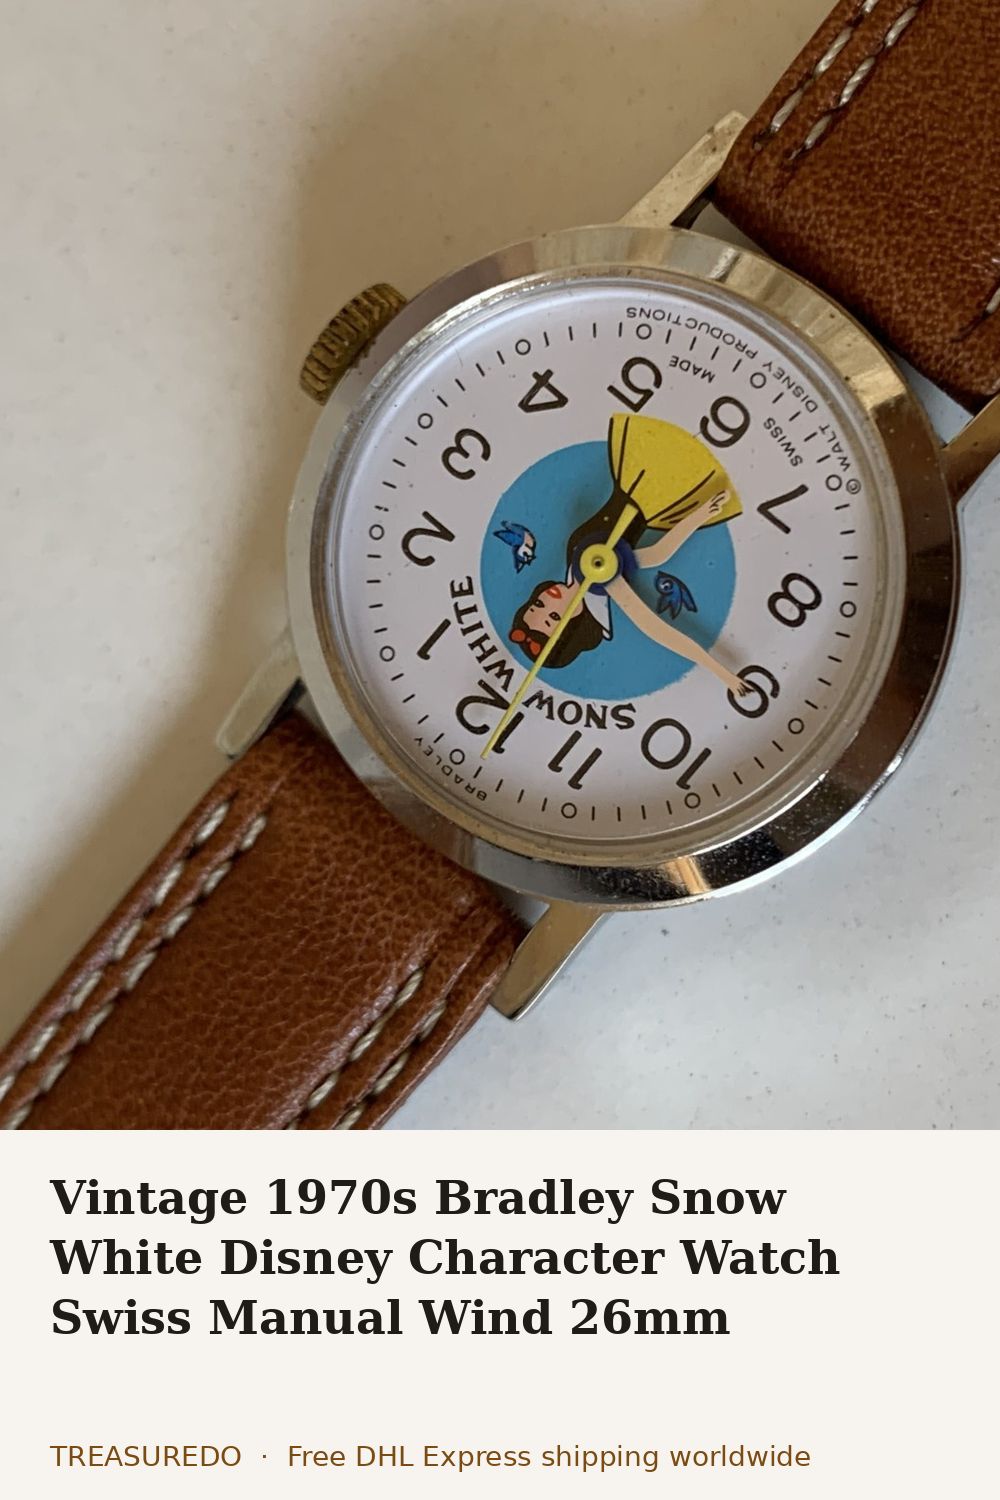 © WALT DISNEY PRODUCTIONS
SWISS MADE
5
6
4
7
3
8
2
9
1
10
12
11
SNOW WHITE
BRADLEY
Vintage 1970s Bradley Snow
White Disney Character Watch
Swiss Manual Wind 26mm
TREASUREDO · Free DHL Express shipping worldwide